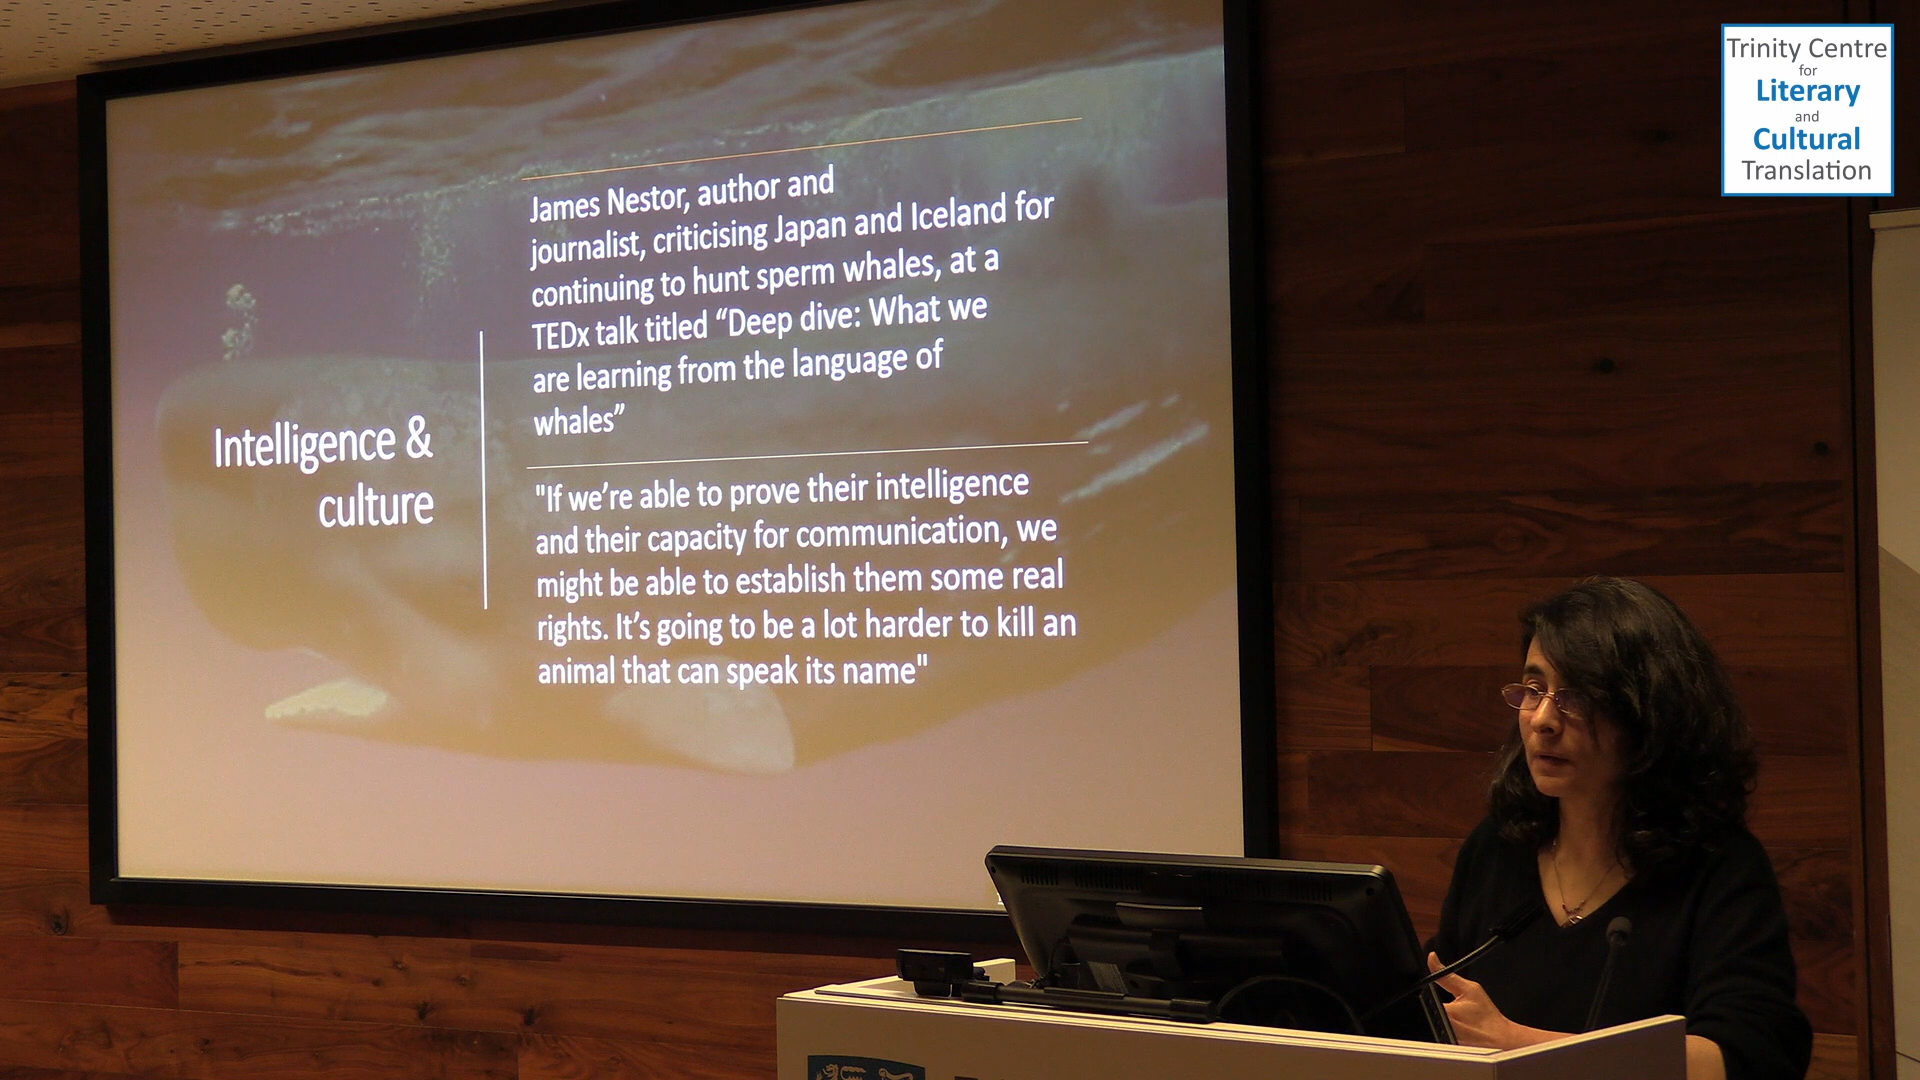 Intelligence &
culture
James Nestor, author and
journalist, criticising Japan and Iceland for
continuing to hunt sperm whales, at a
TEDx talk titled “Deep dive: What we
are learning from the language of
whales”
"If we’re able to prove their intelligence
and their capacity for communication, we
might be able to establish them some real
rights. It’s going to be a lot harder to kill an
animal that can speak its name"
Trinity Centre
for
Literary
and
Cultural
Translation